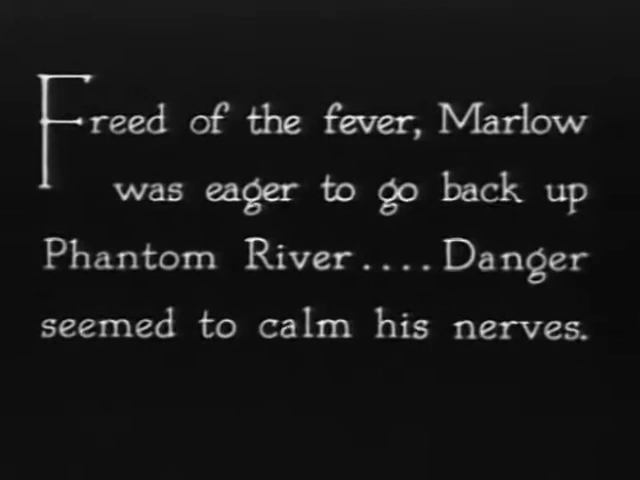 Freed of the fever, Marlow
was eager to go back up
Phantom River....Danger
seemed to calm his nerves.